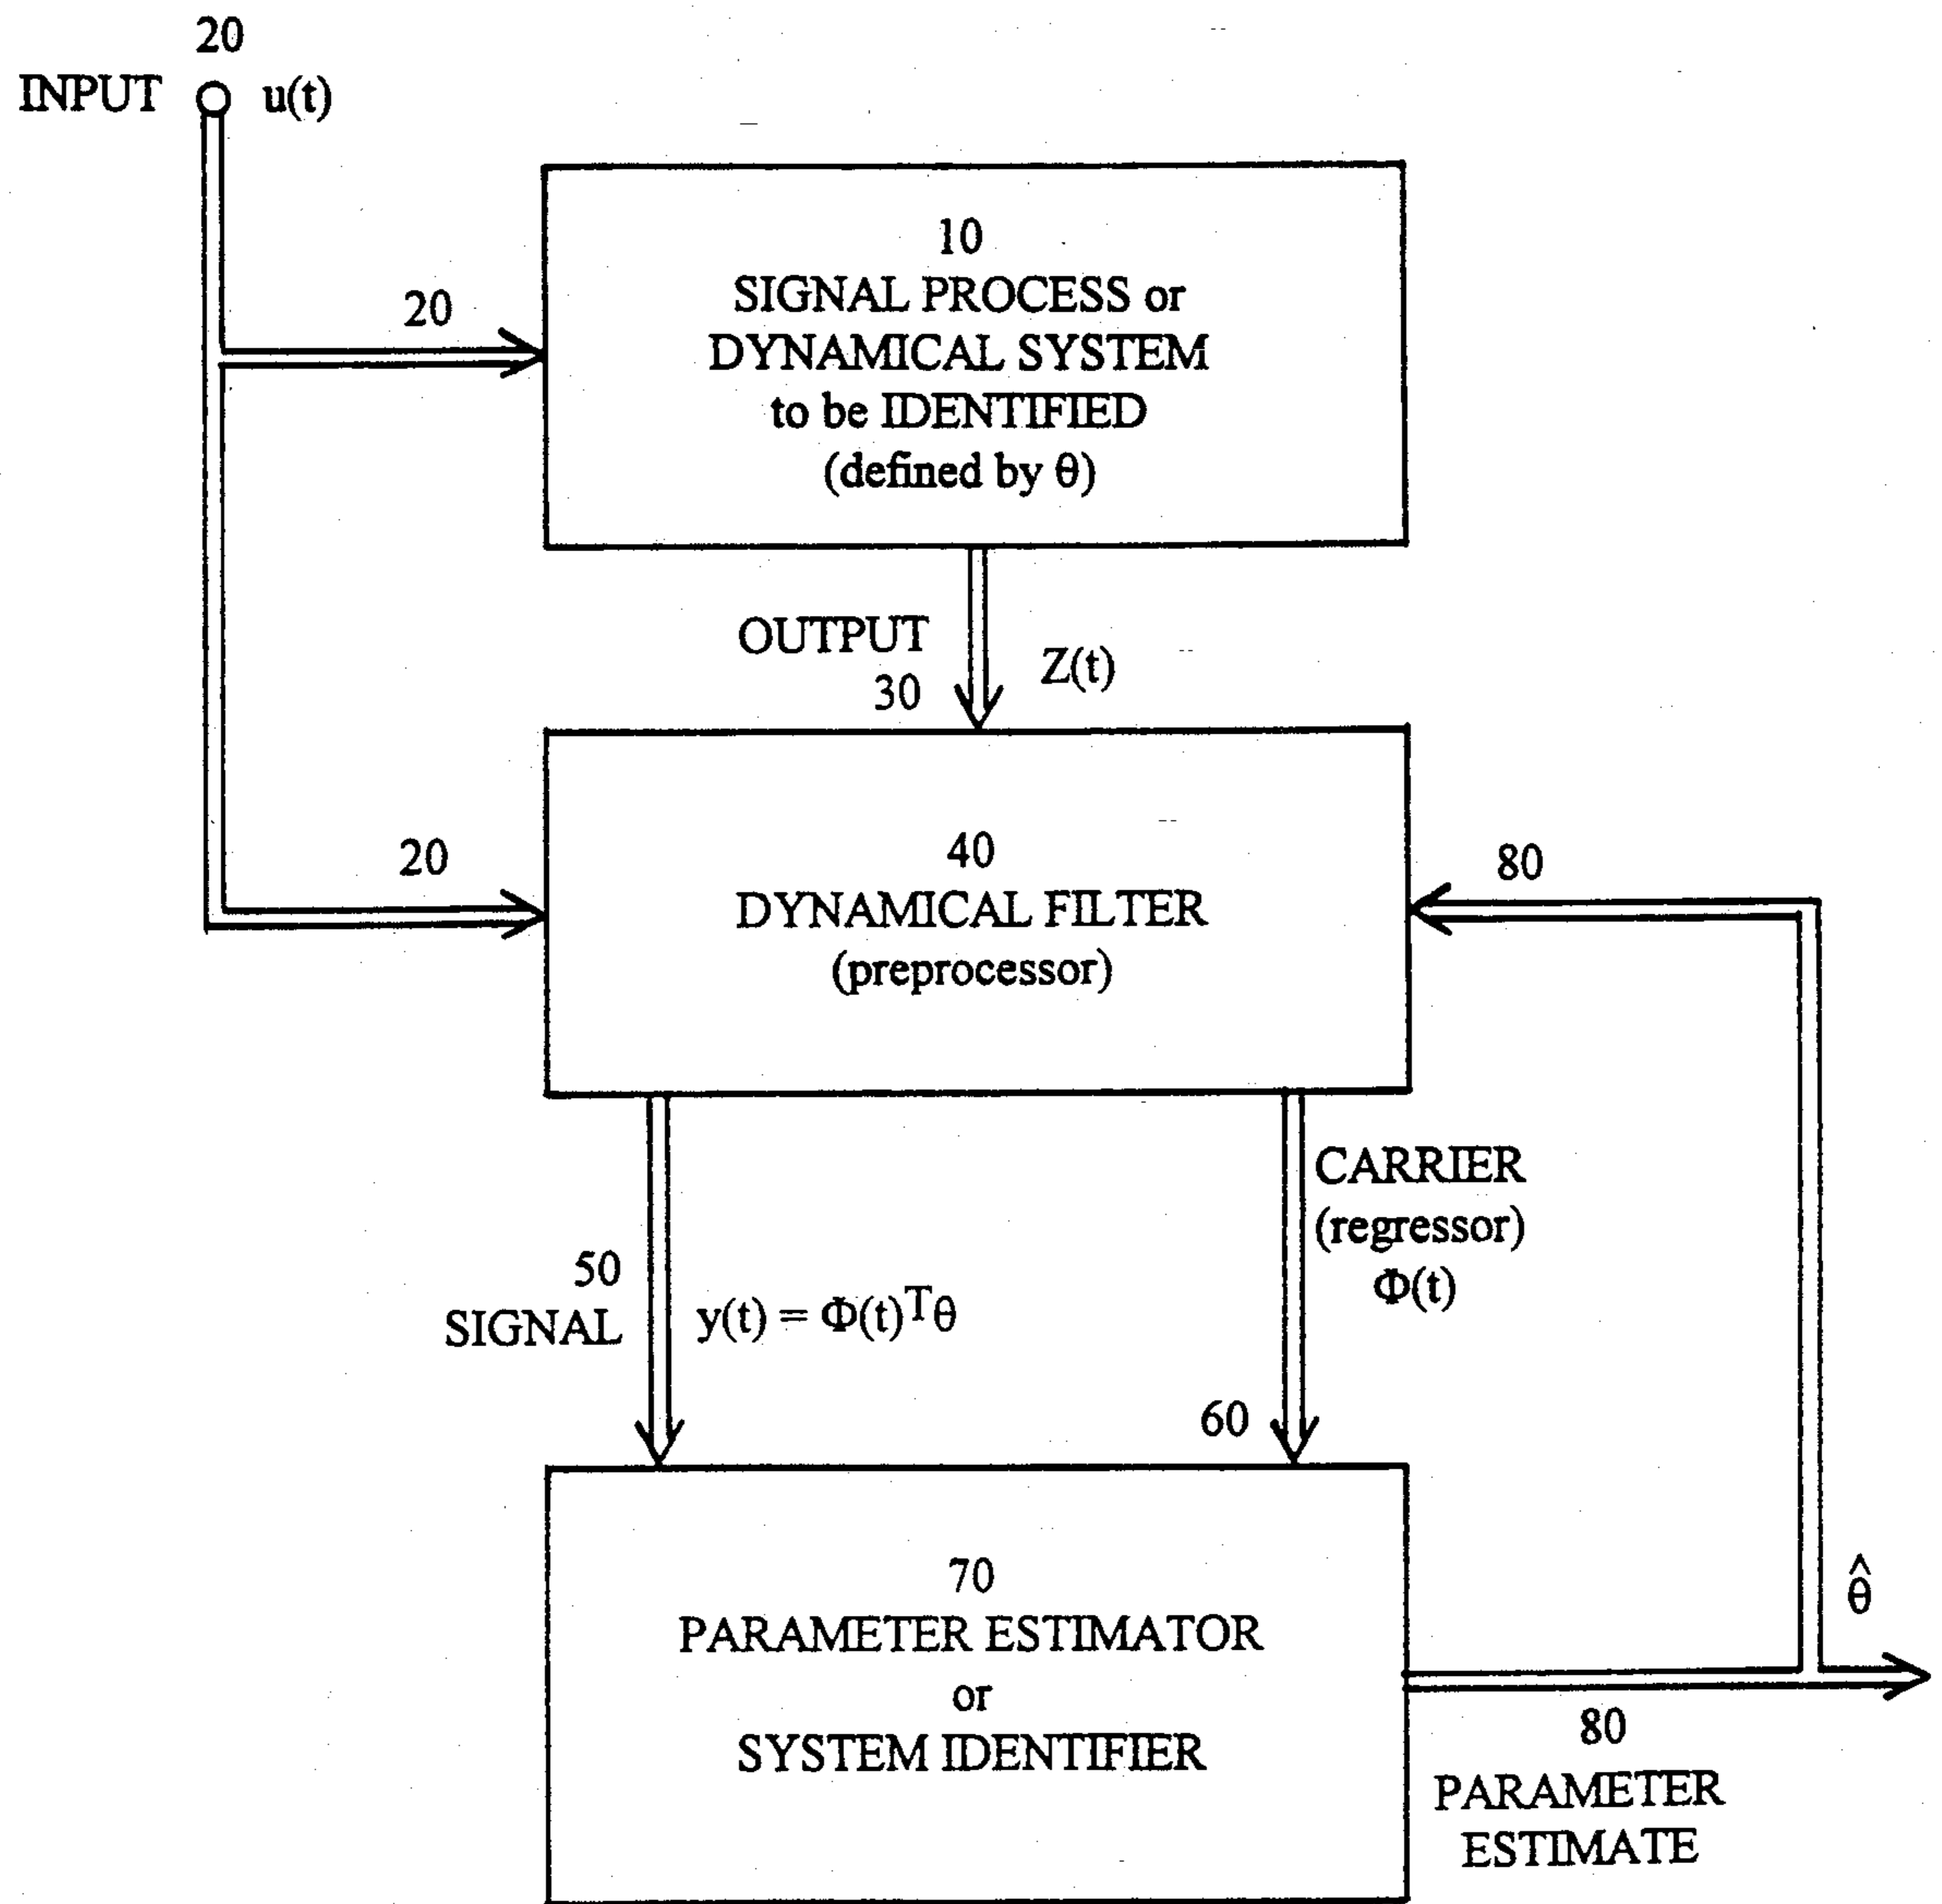 20
INPUT u(t)
10
SIGNAL PROCESS or
DYNAMICAL SYSTEM
to be IDENTIFIED
(defined by θ)
20
OUTPUT
30
Z(t)
20
40
DYNAMICAL FILTER
(preprocessor)
80
50
SIGNAL
y(t) = Φ(t)ᵀθ
CARRIER
(regressor)
Φ(t)
60
70
PARAMETER ESTIMATOR
or
SYSTEM IDENTIFIER
θ̂
80
PARAMETER
ESTIMATE